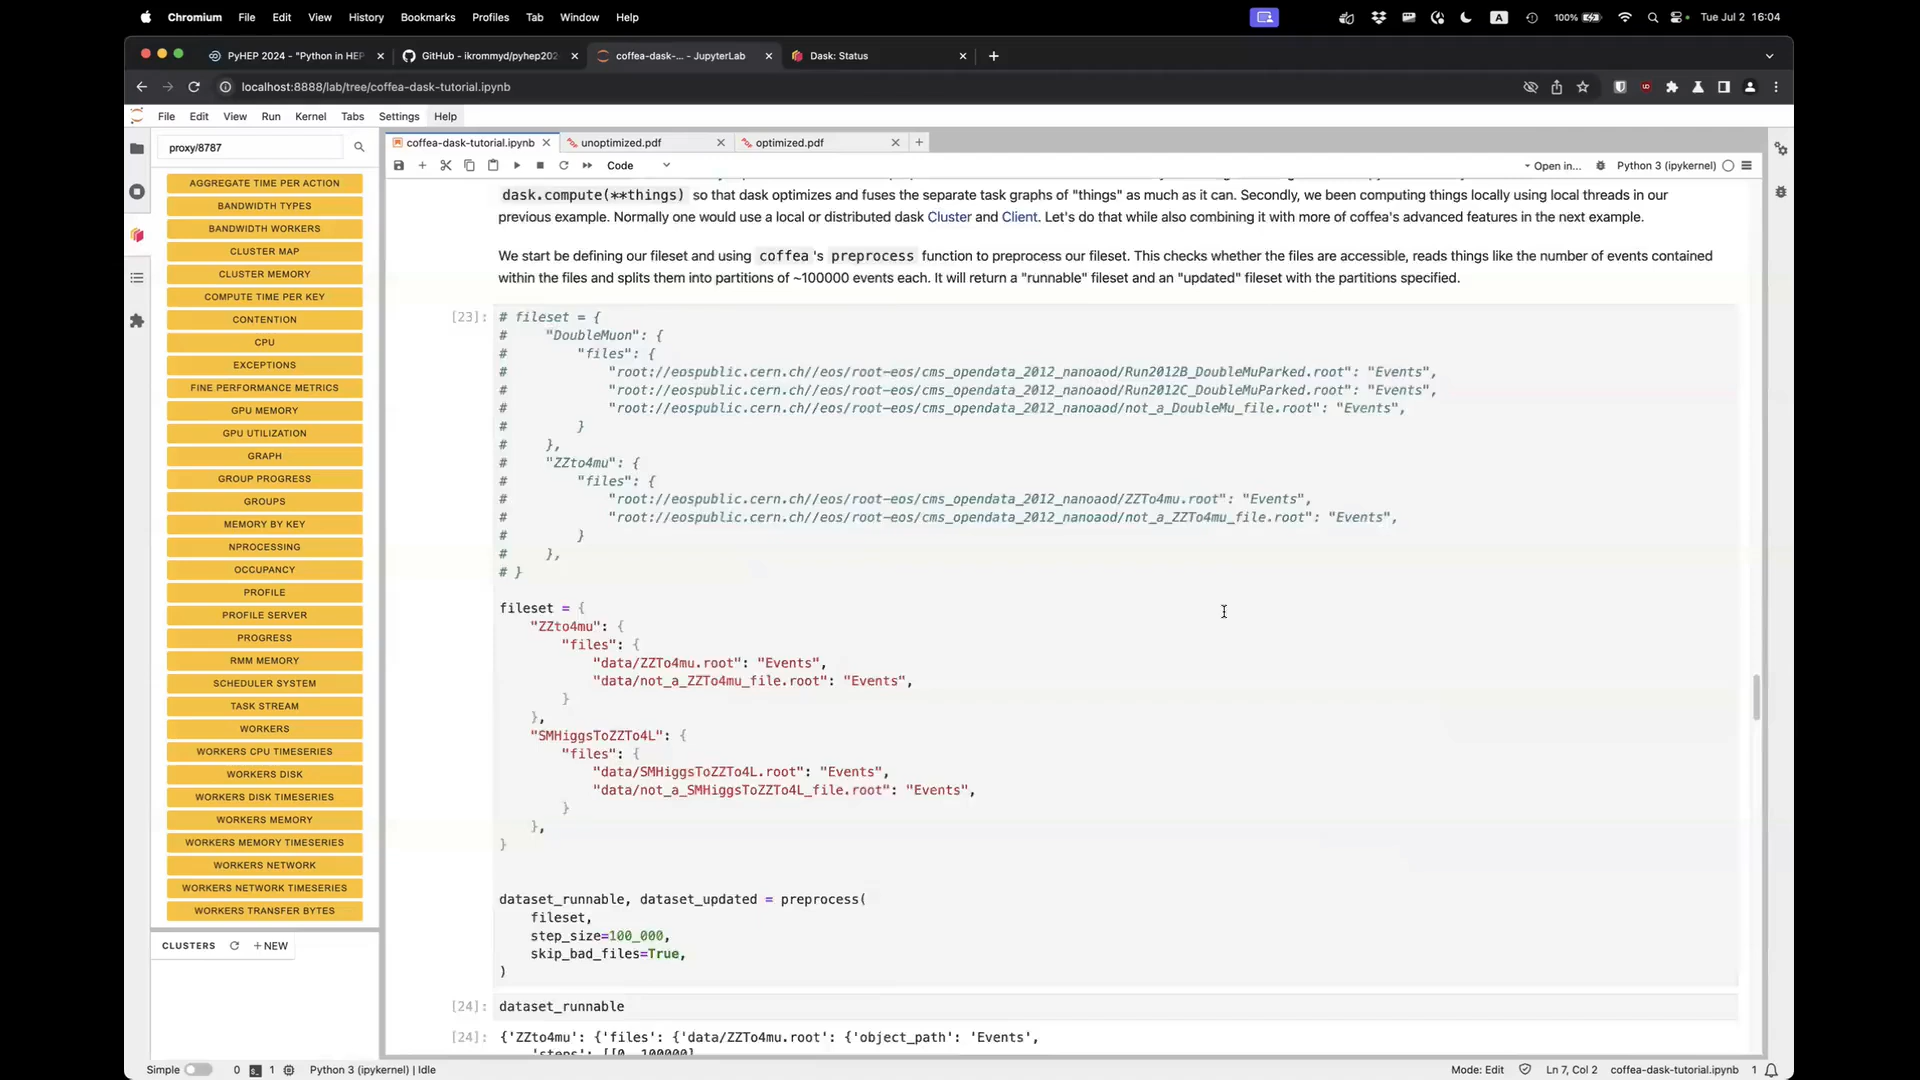 Chromium File Edit View History Bookmarks Profiles Tab Window Help A 100% Tue Jul 2 16:04
PyHEP 2024 - "Python in HEP GitHub - ikrommyd/pyhep202 coffea-dask-... - JupyterLab Dask: Status
localhost:8888/lab/tree/coffea-dask-tutorial.ipynb
File Edit View Run Kernel Tabs Settings Help
proxy/8787
coffea-dask-tutorial.ipynb unoptimized.pdf optimized.pdf
Code Open in... Python 3 (ipykernel)
AGGREGATE TIME PER ACTION
BANDWIDTH TYPES
BANDWIDTH WORKERS
CLUSTER MAP
CLUSTER MEMORY
COMPUTE TIME PER KEY
CONTENTION
CPU
EXCEPTIONS
FINE PERFORMANCE METRICS
GPU MEMORY
GPU UTILIZATION
GRAPH
GROUP PROGRESS
GROUPS
MEMORY BY KEY
NPROCESSING
OCCUPANCY
PROFILE
PROFILE SERVER
PROGRESS
RMM MEMORY
SCHEDULER SYSTEM
TASK STREAM
WORKERS
WORKERS CPU TIMESERIES
WORKERS DISK
WORKERS DISK TIMESERIES
WORKERS MEMORY
WORKERS MEMORY TIMESERIES
WORKERS NETWORK
WORKERS NETWORK TIMESERIES
WORKERS TRANSFER BYTES
CLUSTERS + NEW
dask.compute(**things) so that dask optimizes and fuses the separate task graphs of "things" as much as it can. Secondly, we been computing things locally using local threads in our
previous example. Normally one would use a local or distributed dask Cluster and Client. Let's do that while also combining it with more of coffea's advanced features in the next example.
We start be defining our fileset and using coffea 's preprocess function to preprocess our fileset. This checks whether the files are accessible, reads things like the number of events contained
within the files and splits them into partitions of ~100000 events each. It will return a "runnable" fileset and an "updated" fileset with the partitions specified.
[23]: # fileset = {
#     "DoubleMuon": {
#         "files": {
#             "root://eospublic.cern.ch//eos/root-eos/cms_opendata_2012_nanoaod/Run2012B_DoubleMuParked.root": "Events",
#             "root://eospublic.cern.ch//eos/root-eos/cms_opendata_2012_nanoaod/Run2012C_DoubleMuParked.root": "Events",
#             "root://eospublic.cern.ch//eos/root-eos/cms_opendata_2012_nanoaod/not_a_DoubleMu_file.root": "Events",
#         }
#     },
#     "ZZto4mu": {
#         "files": {
#             "root://eospublic.cern.ch//eos/root-eos/cms_opendata_2012_nanoaod/ZZTo4mu.root": "Events",
#             "root://eospublic.cern.ch//eos/root-eos/cms_opendata_2012_nanoaod/not_a_ZZTo4mu_file.root": "Events",
#         }
#     },
# }
fileset = {
    "ZZto4mu": {
        "files": {
            "data/ZZTo4mu.root": "Events",
            "data/not_a_ZZTo4mu_file.root": "Events",
        }
    },
    "SMHiggsToZZTo4L": {
        "files": {
            "data/SMHiggsToZZTo4L.root": "Events",
            "data/not_a_SMHiggsToZZTo4L_file.root": "Events",
        }
    },
}
dataset_runnable, dataset_updated = preprocess(
    fileset,
    step_size=100_000,
    skip_bad_files=True,
)
[24]: dataset_runnable
[24]: {'ZZto4mu': {'files': {'data/ZZTo4mu.root': {'object_path': 'Events',
'steps': [[0, 100000],
Simple 0 1 Python 3 (ipykernel) | Idle Mode: Edit Ln 7, Col 2 coffea-dask-tutorial.ipynb 1